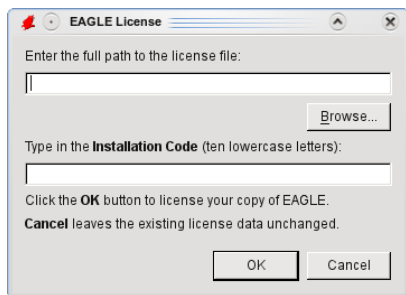 EAGLE License
Enter the full path to the license file:
Browse...
Type in the Installation Code (ten lowercase letters):
Click the OK button to license your copy of EAGLE.
Cancel leaves the existing license data unchanged.
OK Cancel